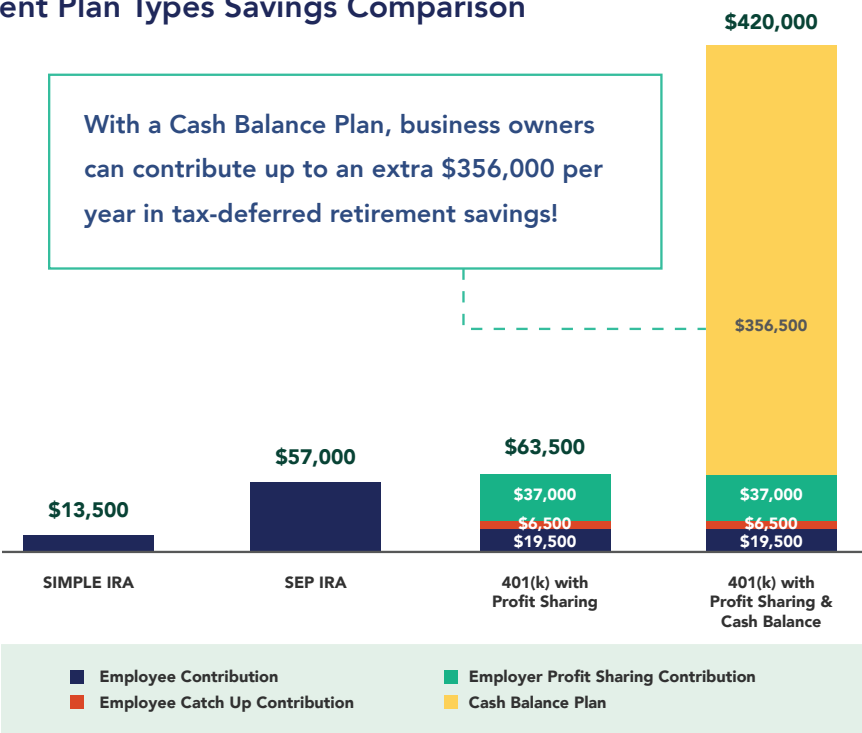 ent Plan Types Savings Comparison
$420,000
With a Cash Balance Plan, business owners
can contribute up to an extra $356,000 per
year in tax-deferred retirement savings!
$356,500
$63,500
$57,000
$13,500
$37,000
$6,500
$19,500
$37,000
$6,500
$19,500
SIMPLE IRA
SEP IRA
401(k) with
Profit Sharing
401(k) with
Profit Sharing &
Cash Balance
Employee Contribution
Employer Profit Sharing Contribution
Employee Catch Up Contribution
Cash Balance Plan